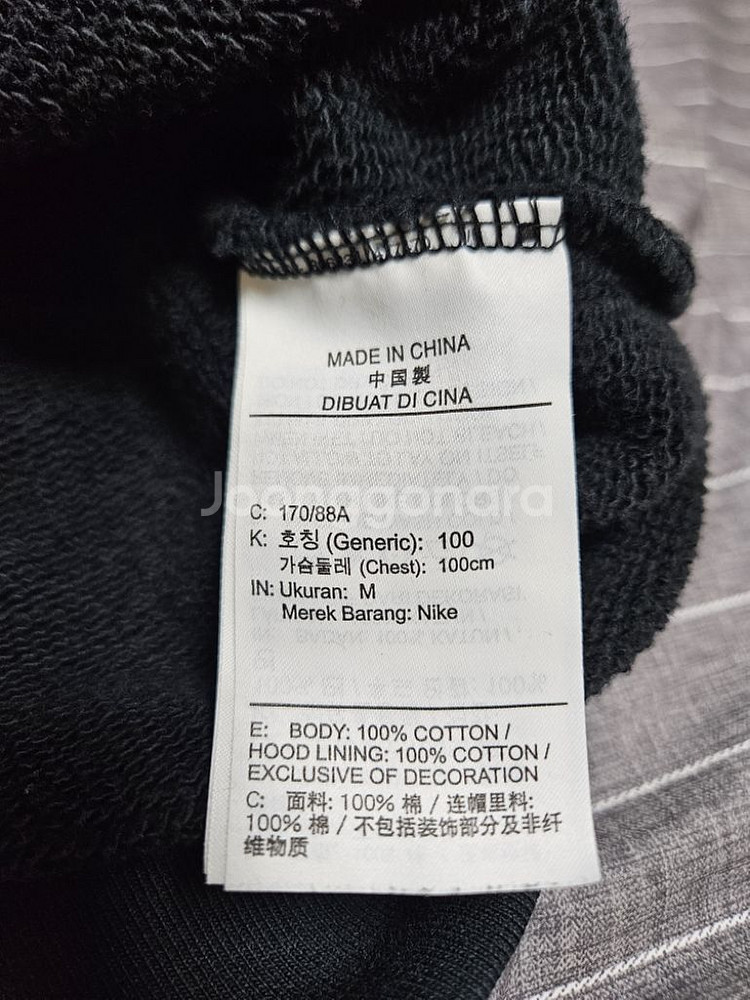 MADE IN CHINA
中国製
DIBUAT DI CINA
Joonggonara
C: 170/88A
K: 호칭 (Generic): 100
가슴둘레 (Chest): 100cm
IN: Ukuran: M
Merek Barang: Nike
E: BODY: 100% COTTON /
HOOD LINING: 100% COTTON /
EXCLUSIVE OF DECORATION
C: 面料: 100% 棉 / 连帽里料:
100% 棉 / 不包括装饰部分及非纤
维物质